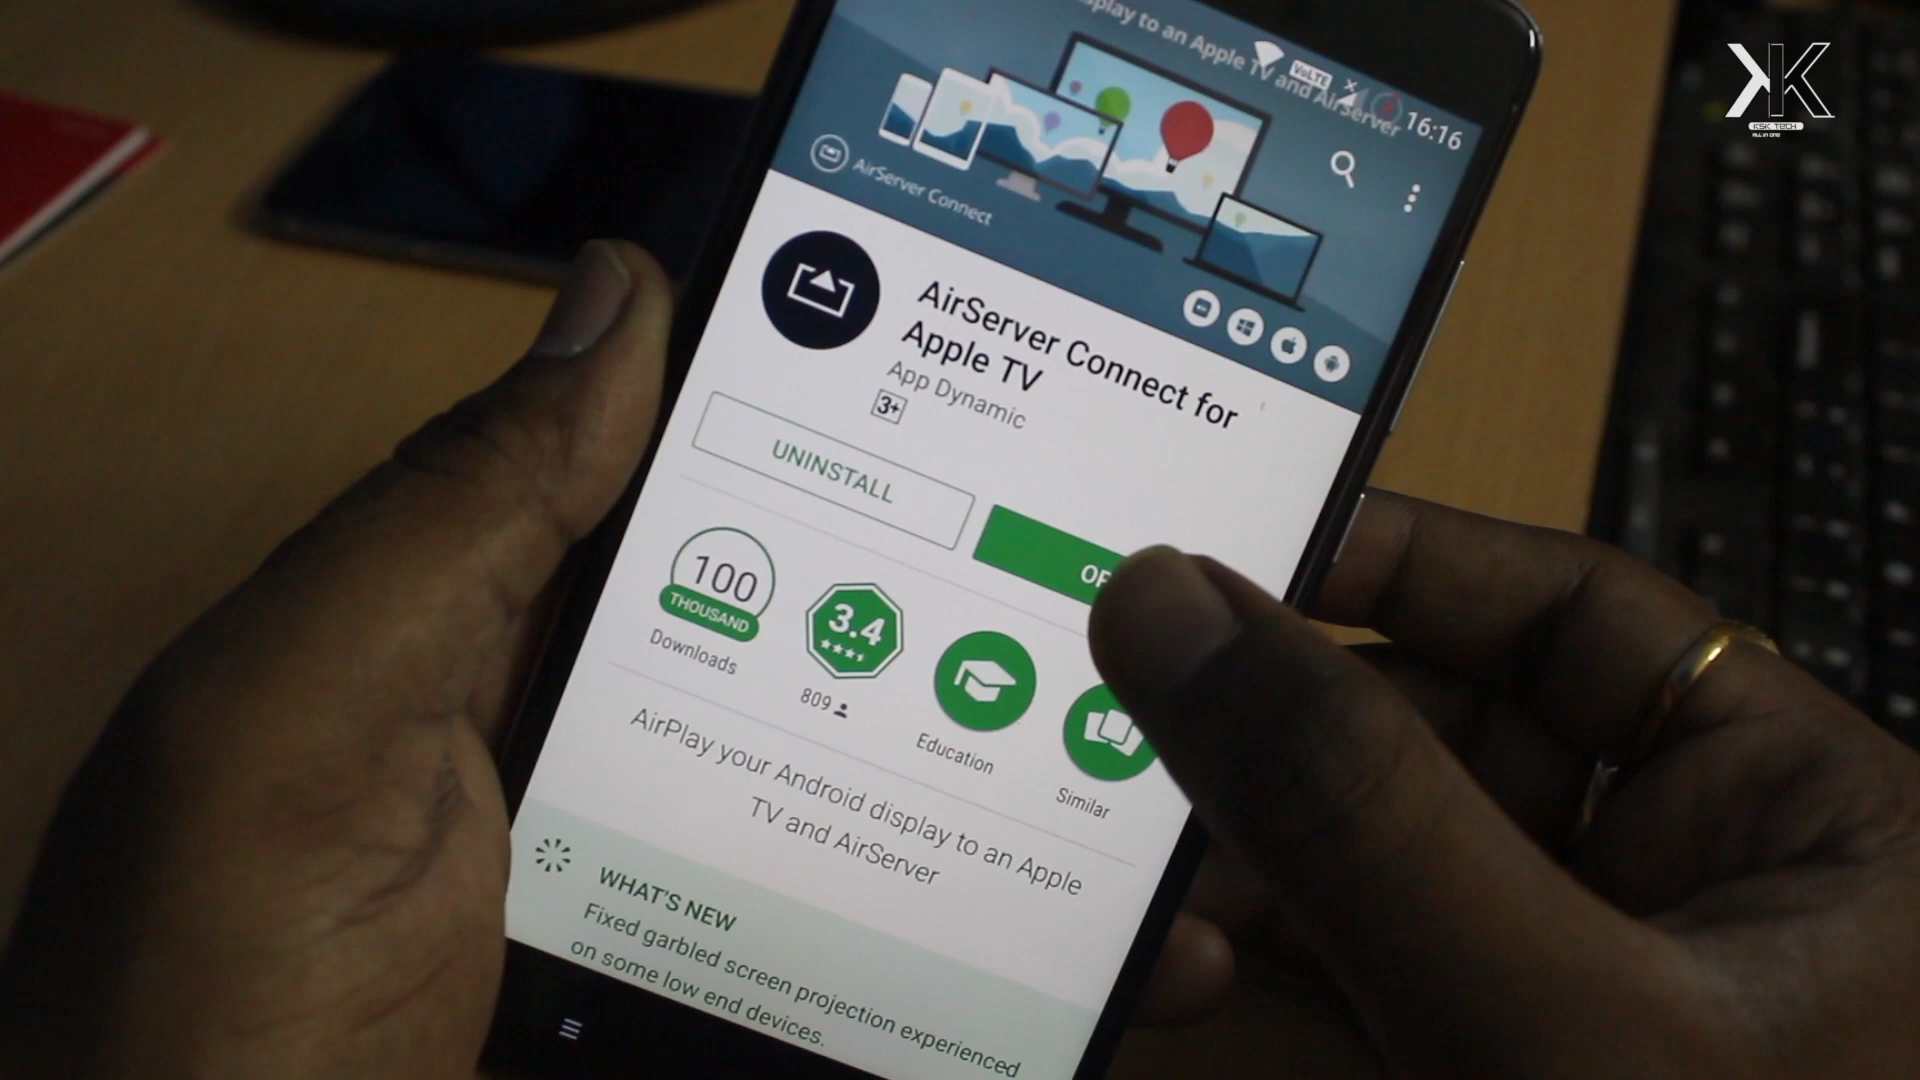 display to an Apple TV and AirServer
VoLTE
16:16
KSK TECH
ALL IN ONE
AirServer Connect
AirServer Connect for
Apple TV
App Dynamic
3+
UNINSTALL
100
THOUSAND
Downloads
3.4
809
Education
Similar
AirPlay your Android display to an Apple
TV and AirServer
WHAT'S NEW
Fixed garbled screen projection experienced
on some low end devices.